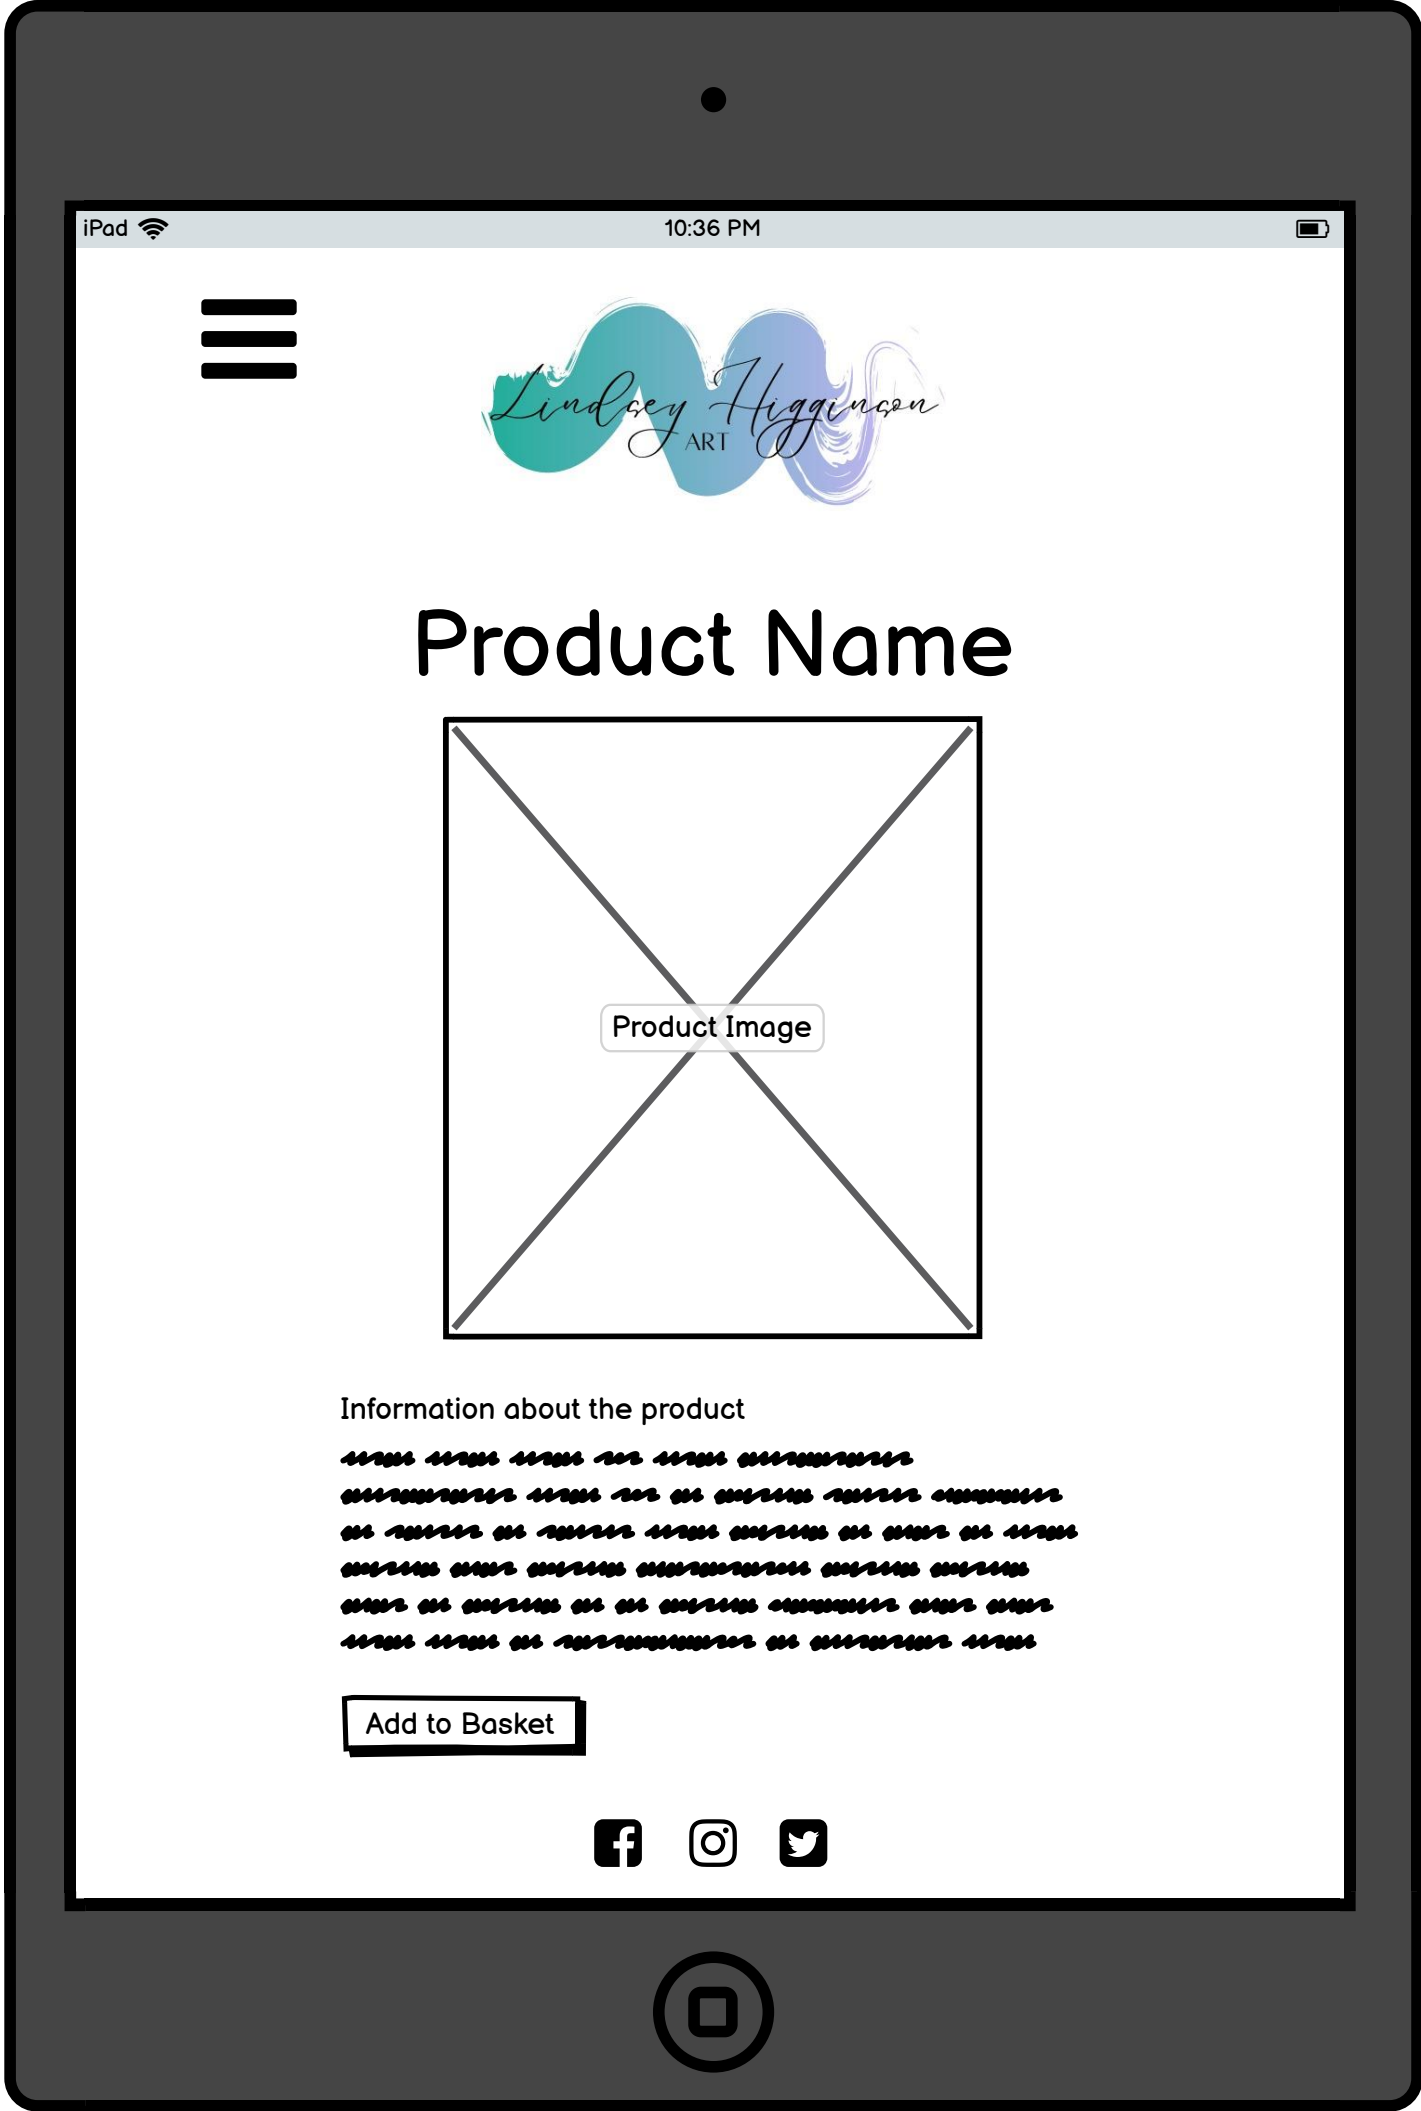 iPad
10:36 PM
Lindsey Higginson
ART
Product Name
Product Image
Information about the product
Add to Basket